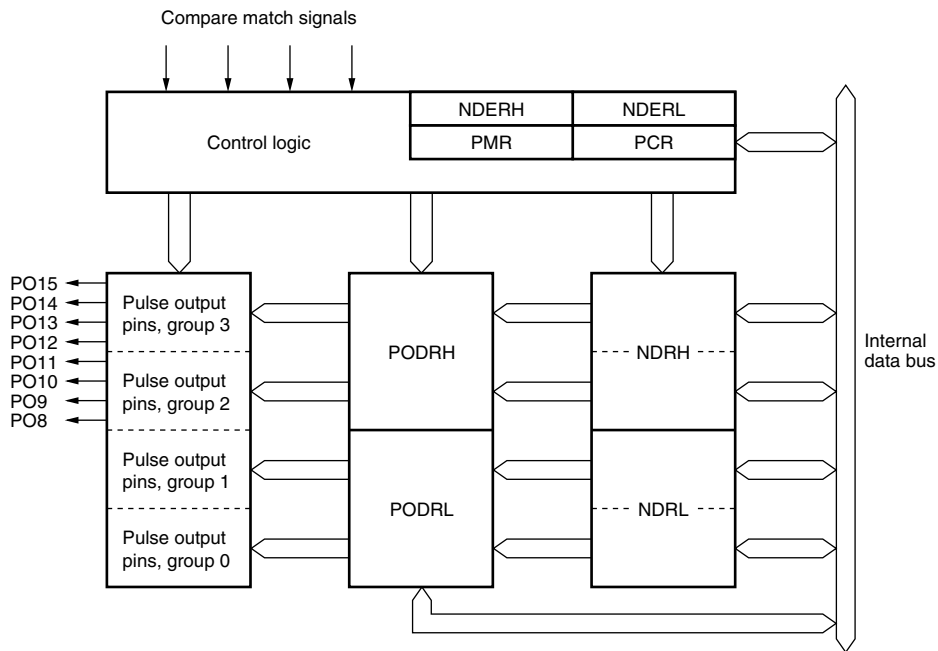 Compare match signals
Control logic
NDERH
NDERL
PMR
PCR
PO15
PO14
PO13
PO12
PO11
PO10
PO9
PO8
Pulse output
pins, group 3
Pulse output
pins, group 2
Pulse output
pins, group 1
Pulse output
pins, group 0
PODRH
PODRL
NDRH
NDRL
Internal
data bus